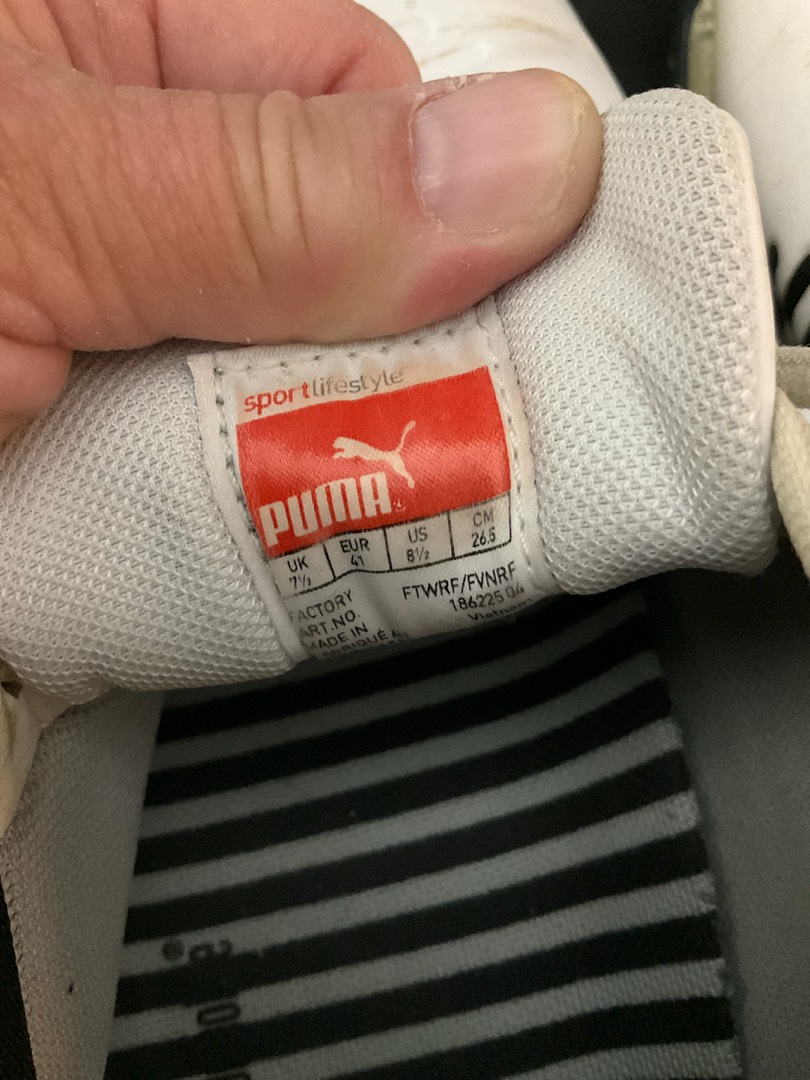 sportlifestyle
PUMA
UK EUR US CM
7½ 41 8½ 26.5
FACTORY FTWRF/FVNRF
ART.NO. 186225 04
MADE IN Vietnam